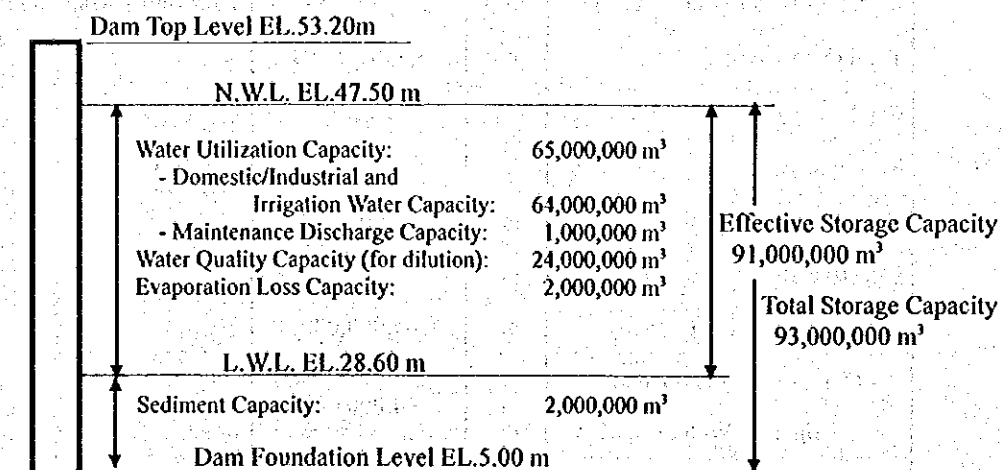 Dam Top Level EL.53.20m
N.W.L. EL.47.50 m
Water Utilization Capacity: 65,000,000 m³
- Domestic/Industrial and
Irrigation Water Capacity: 64,000,000 m³
- Maintenance Discharge Capacity: 1,000,000 m³
Water Quality Capacity (for dilution): 24,000,000 m³
Evaporation Loss Capacity: 2,000,000 m³
Effective Storage Capacity
91,000,000 m³
Total Storage Capacity
93,000,000 m³
L.W.L. EL.28.60 m
Sediment Capacity: 2,000,000 m³
Dam Foundation Level EL.5.00 m